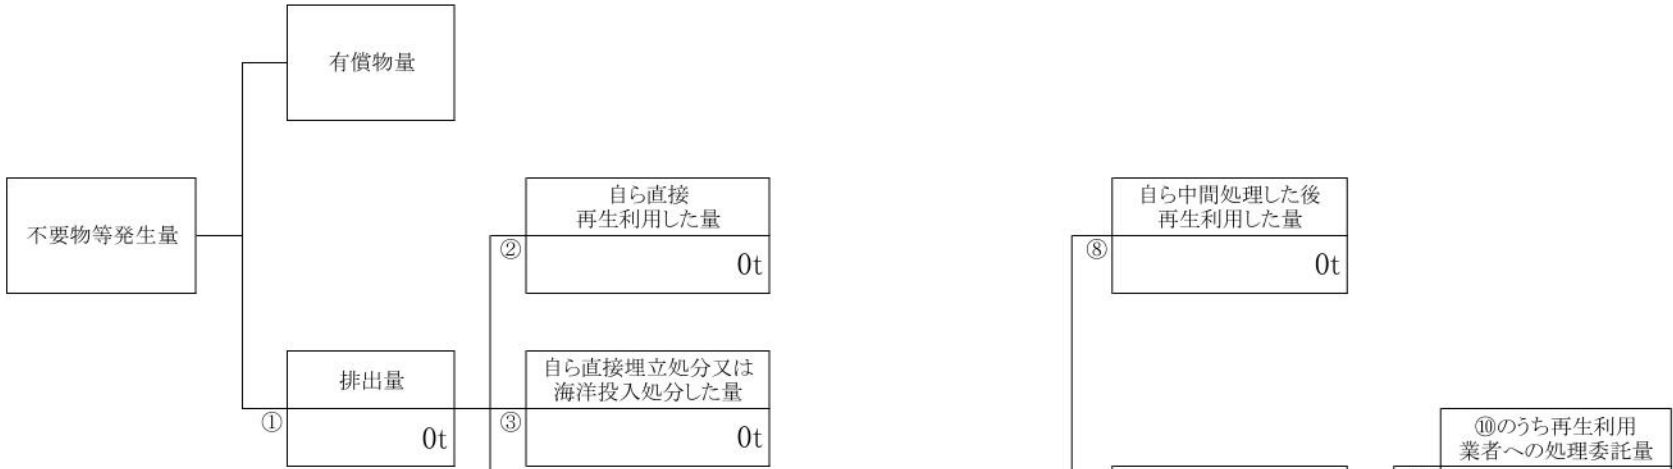 有償物量
不要物等発生量
自ら直接
再生利用した量
②
0t
自ら中間処理した後
再生利用した量
⑧
0t
排出量
①
0t
自ら直接埋立処分又は
海洋投入処分した量
③
0t
⑩のうち再生利用
業者への処理委託量